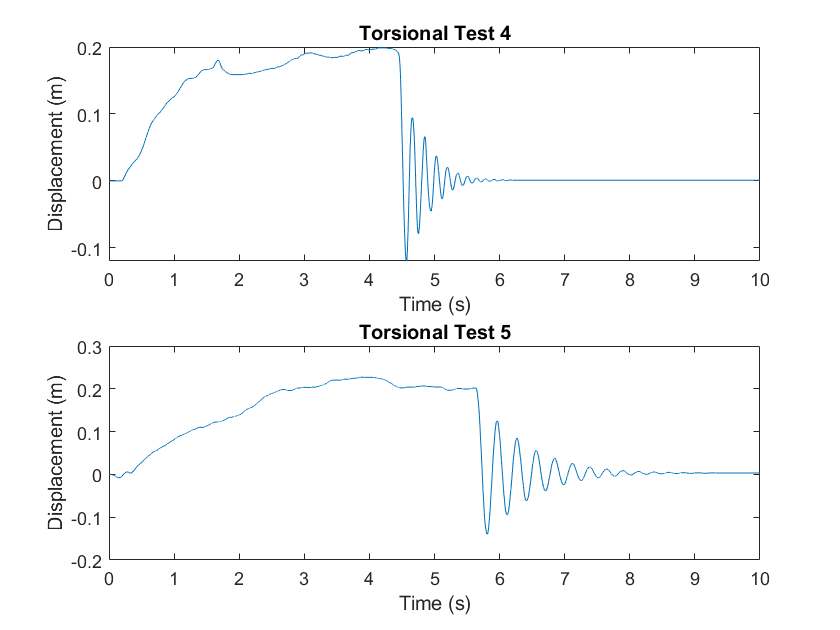 Torsional Test 4
0.2
0.1
0
-0.1
Displacement (m)
0 1 2 3 4 5 6 7 8 9 10
Time (s)
Torsional Test 5
0.3
0.2
0.1
0
-0.1
-0.2
Displacement (m)
0 1 2 3 4 5 6 7 8 9 10
Time (s)